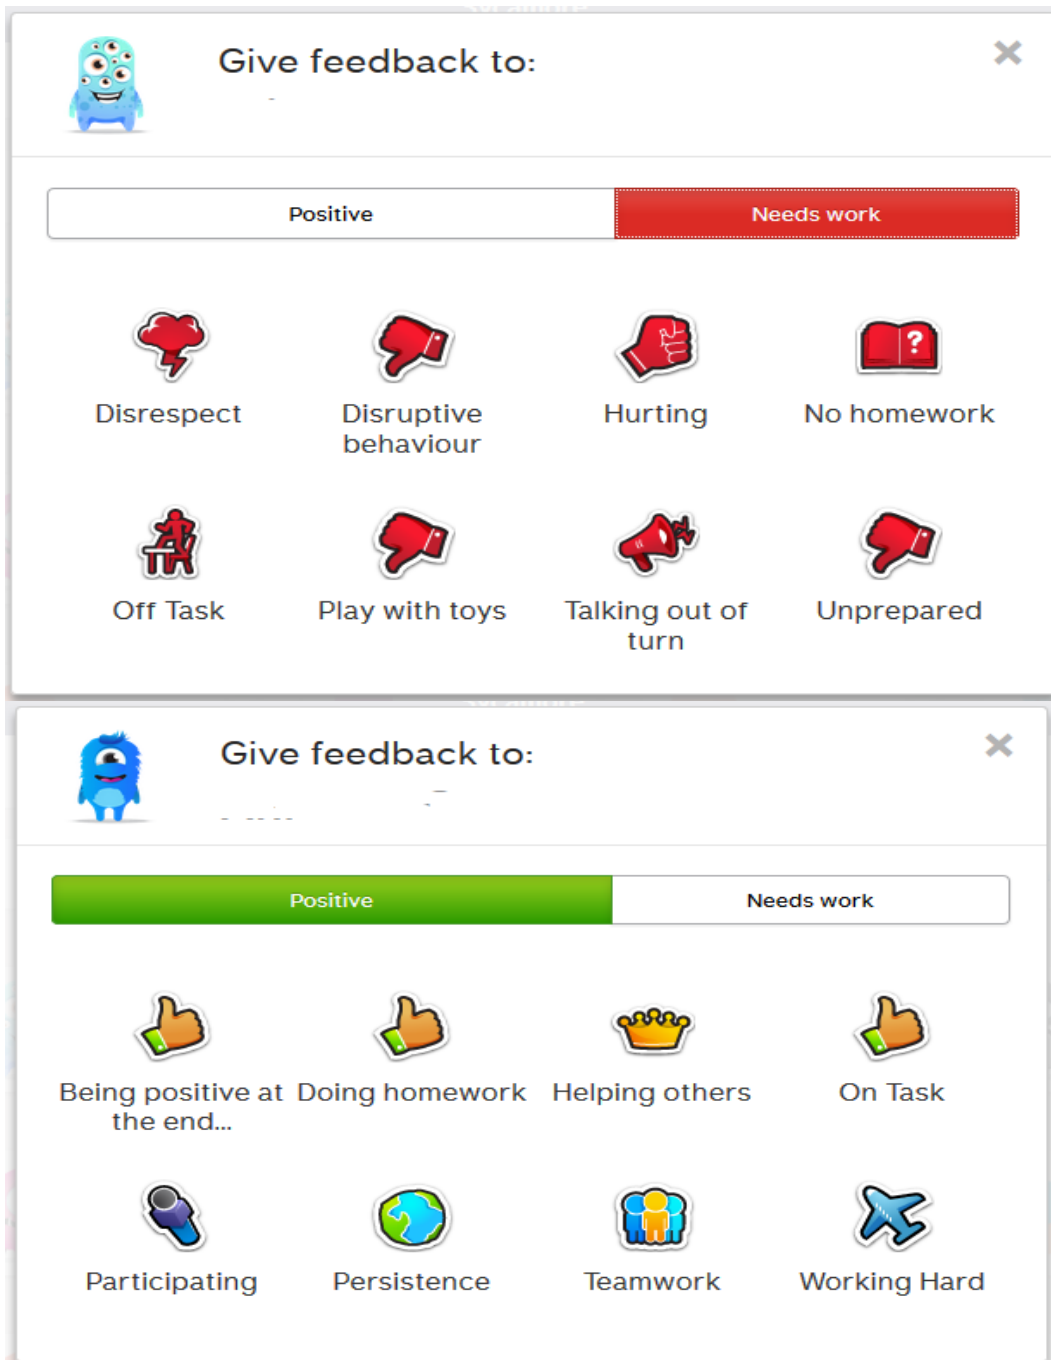 Give feedback to:
Positive
Needs work
Disrespect
Disruptive
behaviour
Hurting
No homework
?
Off Task
Play with toys
Talking out of
turn
Unprepared
Give feedback to:
Positive
Needs work
Being positive at
the end...
Doing homework
Helping others
On Task
Participating
Persistence
Teamwork
Working Hard